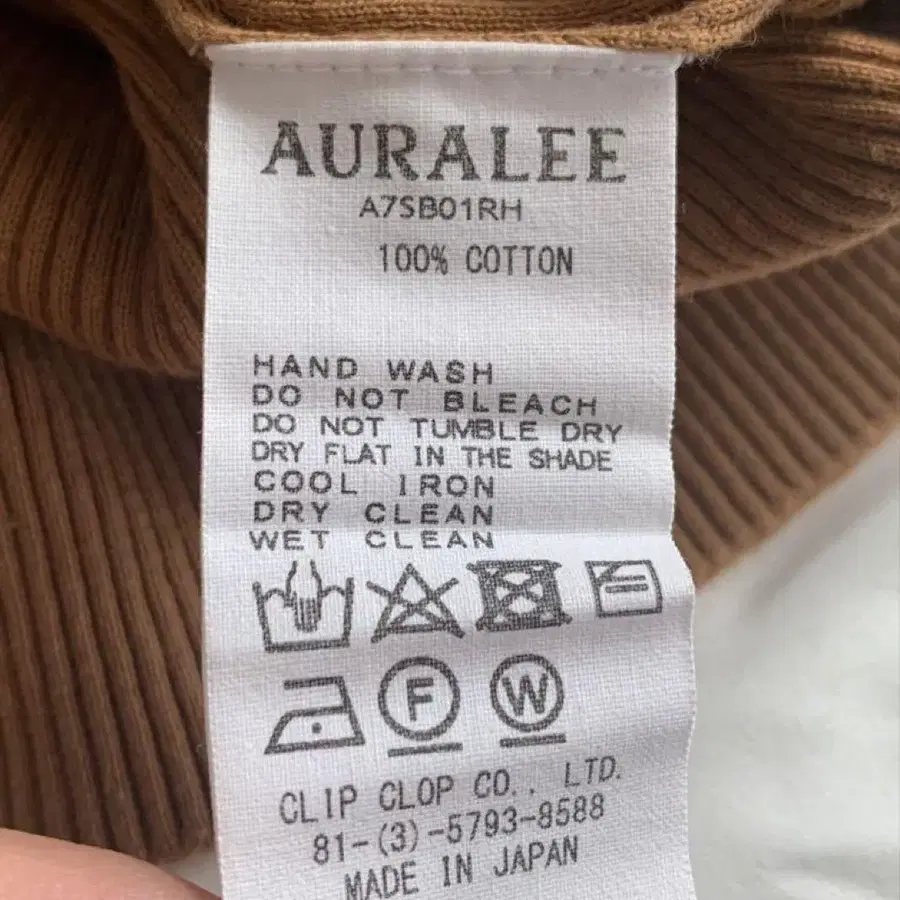 AURALEE
A7SB01RH
100% COTTON
HAND WASH
DO NOT BLEACH
DO NOT TUMBLE DRY
DRY FLAT IN THE SHADE
COOL IRON
DRY CLEAN
WET CLEAN
F W
CLIP CLOP CO., LTD.
81-(3)-5793-8588
MADE IN JAPAN